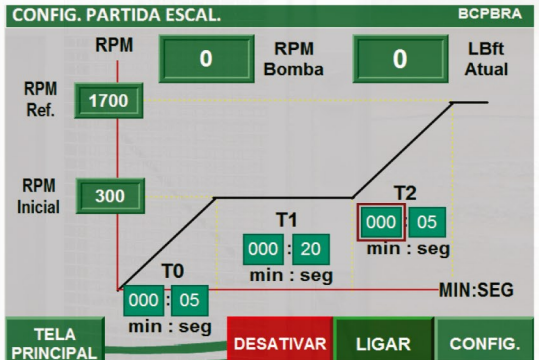 CONFIG. PARTIDA ESCAL.
BCPBRA
RPM
0
RPM
Bomba
0
LBft
Atual
RPM
Ref.
1700
RPM
Inicial
300
T2
000 : 05
min : seg
T1
000 : 20
min : seg
T0
000 : 05
min : seg
MIN:SEG
TELA
PRINCIPAL
DESATIVAR
LIGAR
CONFIG.